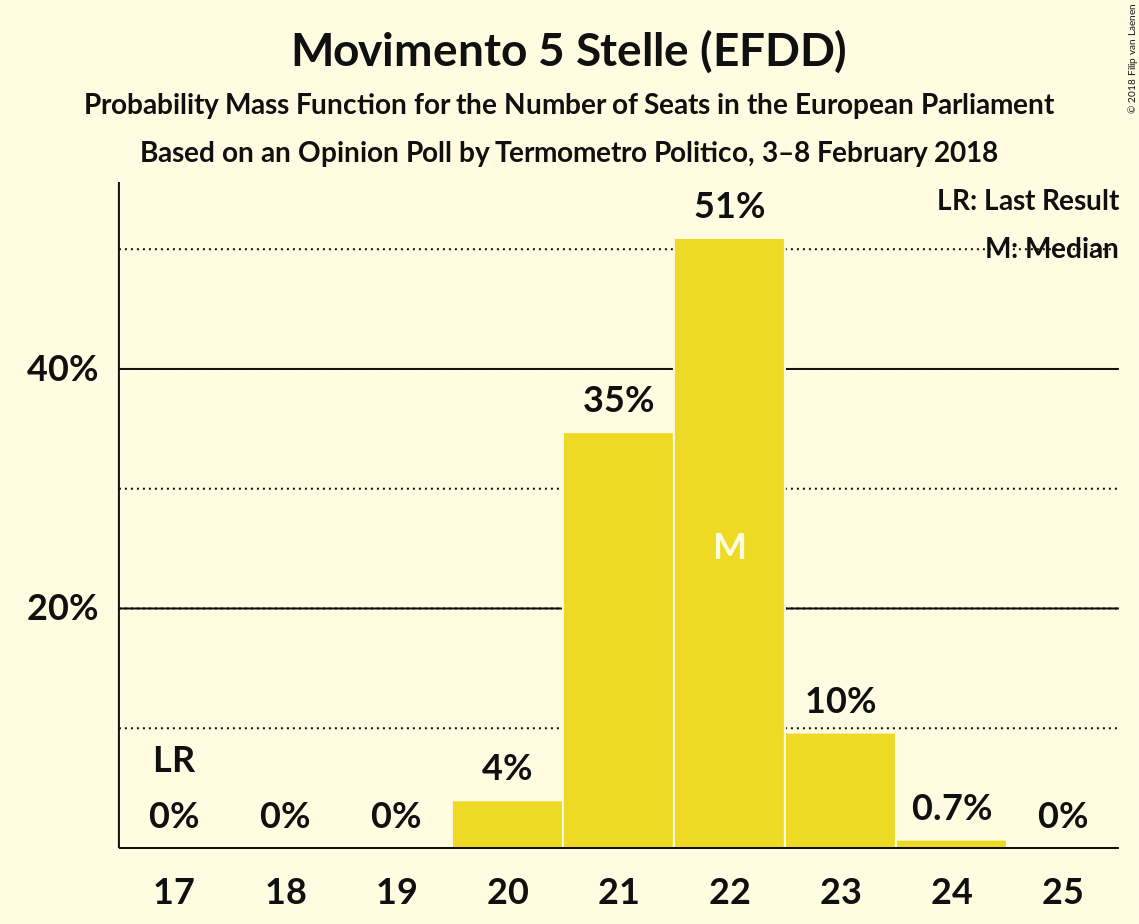 Movimento 5 Stelle (EFDD)
Probability Mass Function for the Number of Seats in the European Parliament
Based on an Opinion Poll by Termometro Politico, 3–8 February 2018
© 2018 Filip van Laenen
LR: Last Result
M: Median
51%
40%
35%
M
20%
10%
LR
4%
0%
0%
0%
0.7%
0%
17 18 19 20 21 22 23 24 25